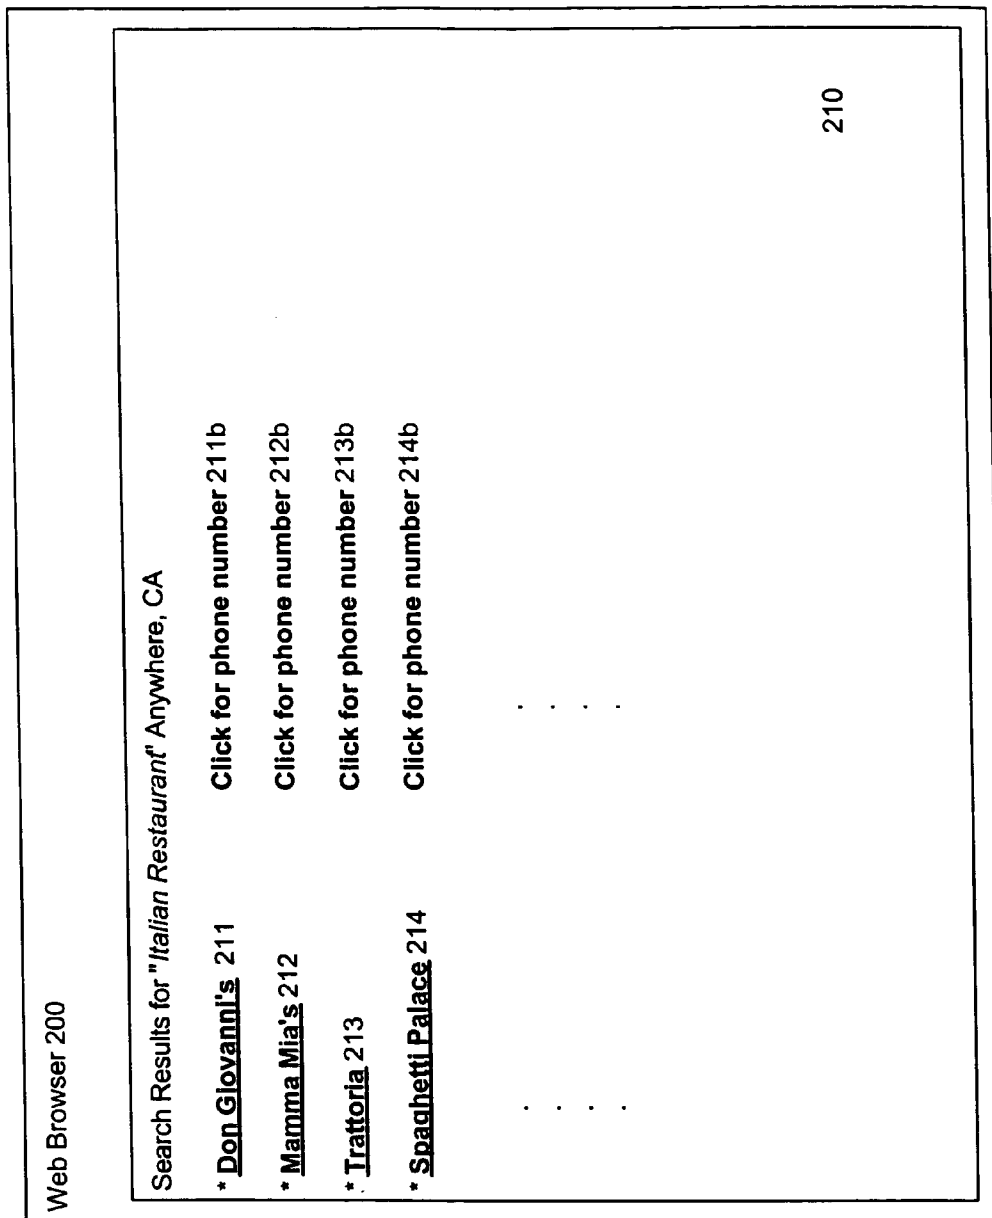 Web Browser 200
Search Results for "Italian Restaurant" Anywhere, CA
* Don Giovanni's 211 Click for phone number 211b
* Mamma Mia's 212 Click for phone number 212b
* Trattoria 213 Click for phone number 213b
* Spaghetti Palace 214 Click for phone number 214b
. . . . . . . .
210